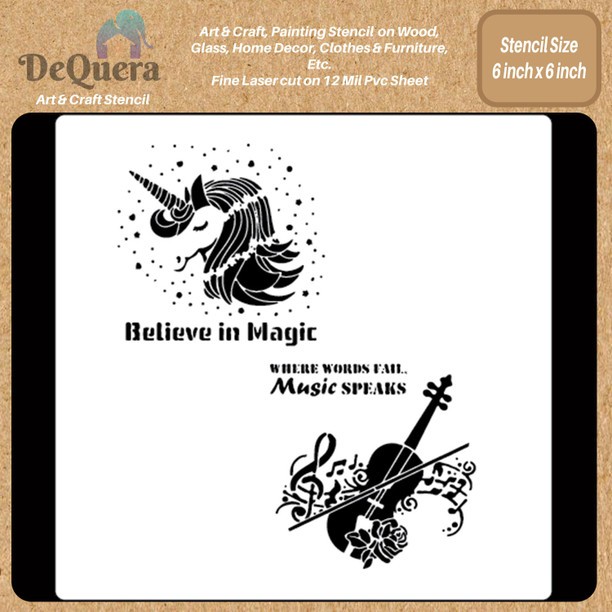 DeQuera
Art & Craft Stencil
Art & Craft, Painting Stencil on Wood,
Glass, Home Decor, Clothes & Furniture,
Etc.
Fine Laser cut on 12 Mil Pvc Sheet
Stencil Size
6 inch x 6 inch
Believe in Magic
WHERE WORDS FAIL,
Music SPEAKS